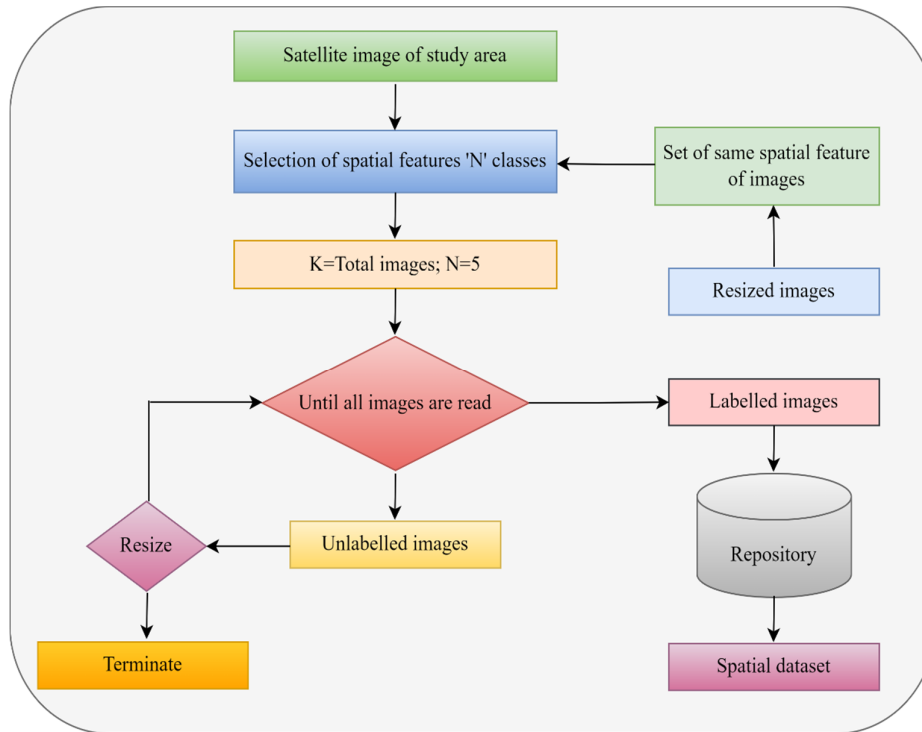 Satellite image of study area
Selection of spatial features 'N' classes
Set of same spatial feature
of images
K=Total images; N=5
Resized images
Until all images are read
Labelled images
Resize
Unlabelled images
Repository
Terminate
Spatial dataset